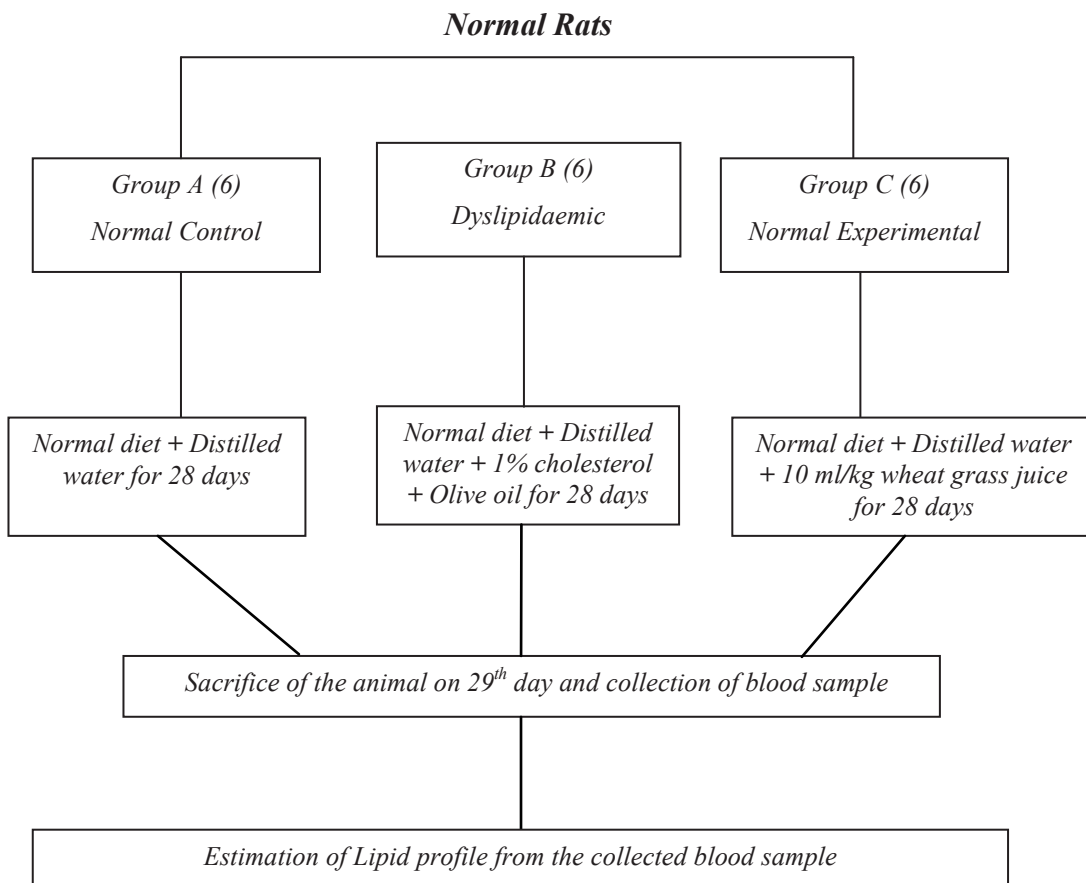 Normal Rats
Group A (6)
Normal Control
Group B (6)
Dyslipidaemic
Group C (6)
Normal Experimental
Normal diet + Distilled
water for 28 days
Normal diet + Distilled
water + 1% cholesterol
+ Olive oil for 28 days
Normal diet + Distilled water
+ 10 ml/kg wheat grass juice
for 28 days
Sacrifice of the animal on 29th day and collection of blood sample
Estimation of Lipid profile from the collected blood sample